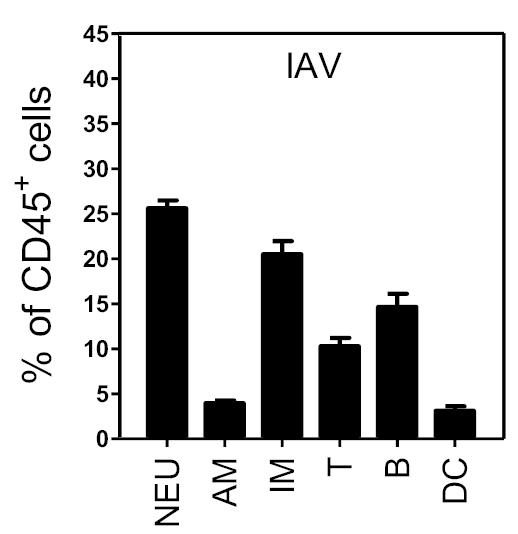 IAV
% of CD45⁺ cells
45
40
35
30
25
20
15
10
5
0
NEU
AM
IM
T
B
DC